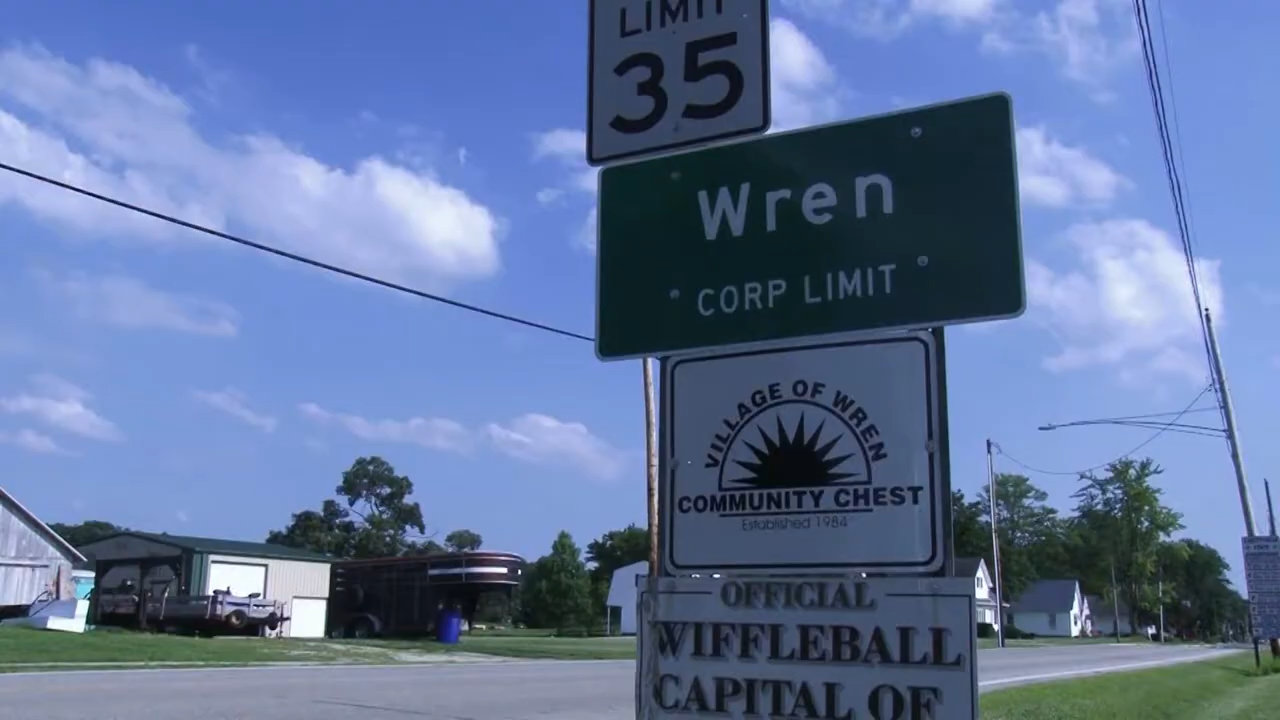 LIMIT
35
Wren
CORP LIMIT
VILLAGE OF WREN
COMMUNITY CHEST
Established 1984
OFFICIAL
WIFFLEBALL
CAPITAL OF